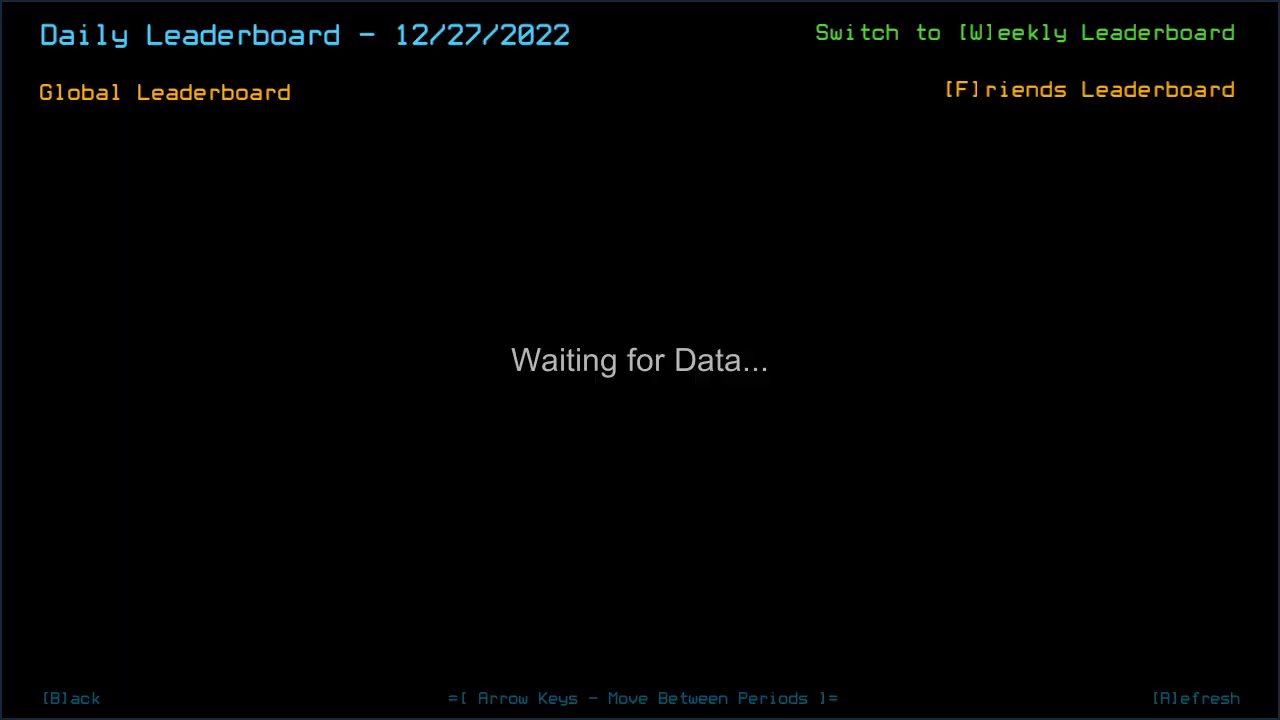 Daily Leaderboard - 12/27/2022
Switch to [W]eekly Leaderboard
Global Leaderboard
[F]riends Leaderboard
Waiting for Data...
[B]ack
=[ Arrow Keys - Move Between Periods ]=
[R]efresh